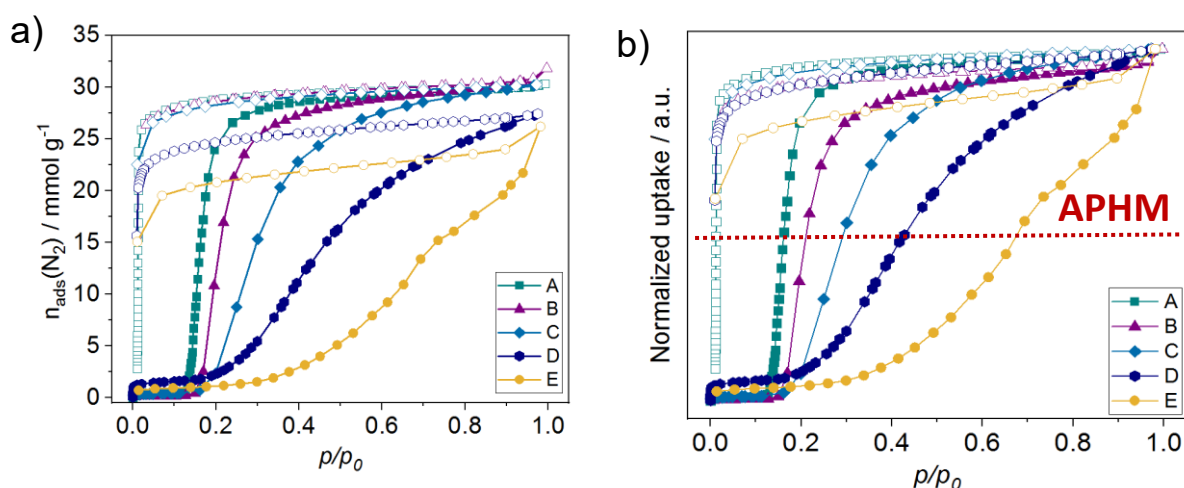 a)
n_ads(N₂) / mmol g⁻¹
35
30
25
20
15
10
5
0
0.0 0.2 0.4 0.6 0.8 1.0
p/p₀
A
B
C
D
E
b)
Normalized uptake / a.u.
APHM
0.0 0.2 0.4 0.6 0.8 1.0
p/p₀
A
B
C
D
E